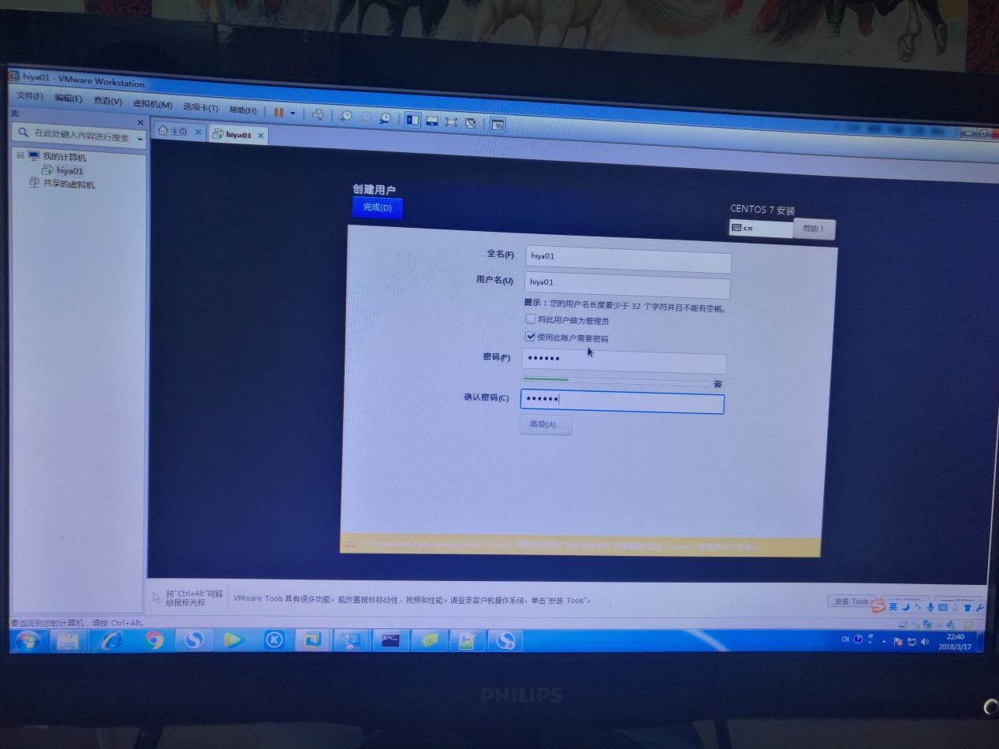 hiya01 - VMware Workstation
文件(F) 编辑(E) 查看(V) 虚拟机(M) 选项卡(T) 帮助(H)
库
在此处键入内容进行搜索
主页 hiya01
我的计算机
hiya01
共享的虚拟机
创建用户
完成(D)
CENTOS 7 安装
cn 帮助！
全名(F) hiya01
用户名(U) hiya01
提示：您的用户名长度要少于 32 个字符并且不能有空格。
将此用户做为管理员
使用此帐户需要密码
密码(P) ••••••
弱
确认密码(C) ••••••
高级(A)...
The password you have provided is weak.
按"Ctrl+Alt"可释
放鼠标光标
VMware Tools 具有很多功能，能改善鼠标移动性、视频和性能。请登录客户机操作系统，单击"安装 Tools"。
安装 Tools
英
要返回到您的计算机，请按 Ctrl+Alt。
CH
22:40
2018/3/17
PHILIPS